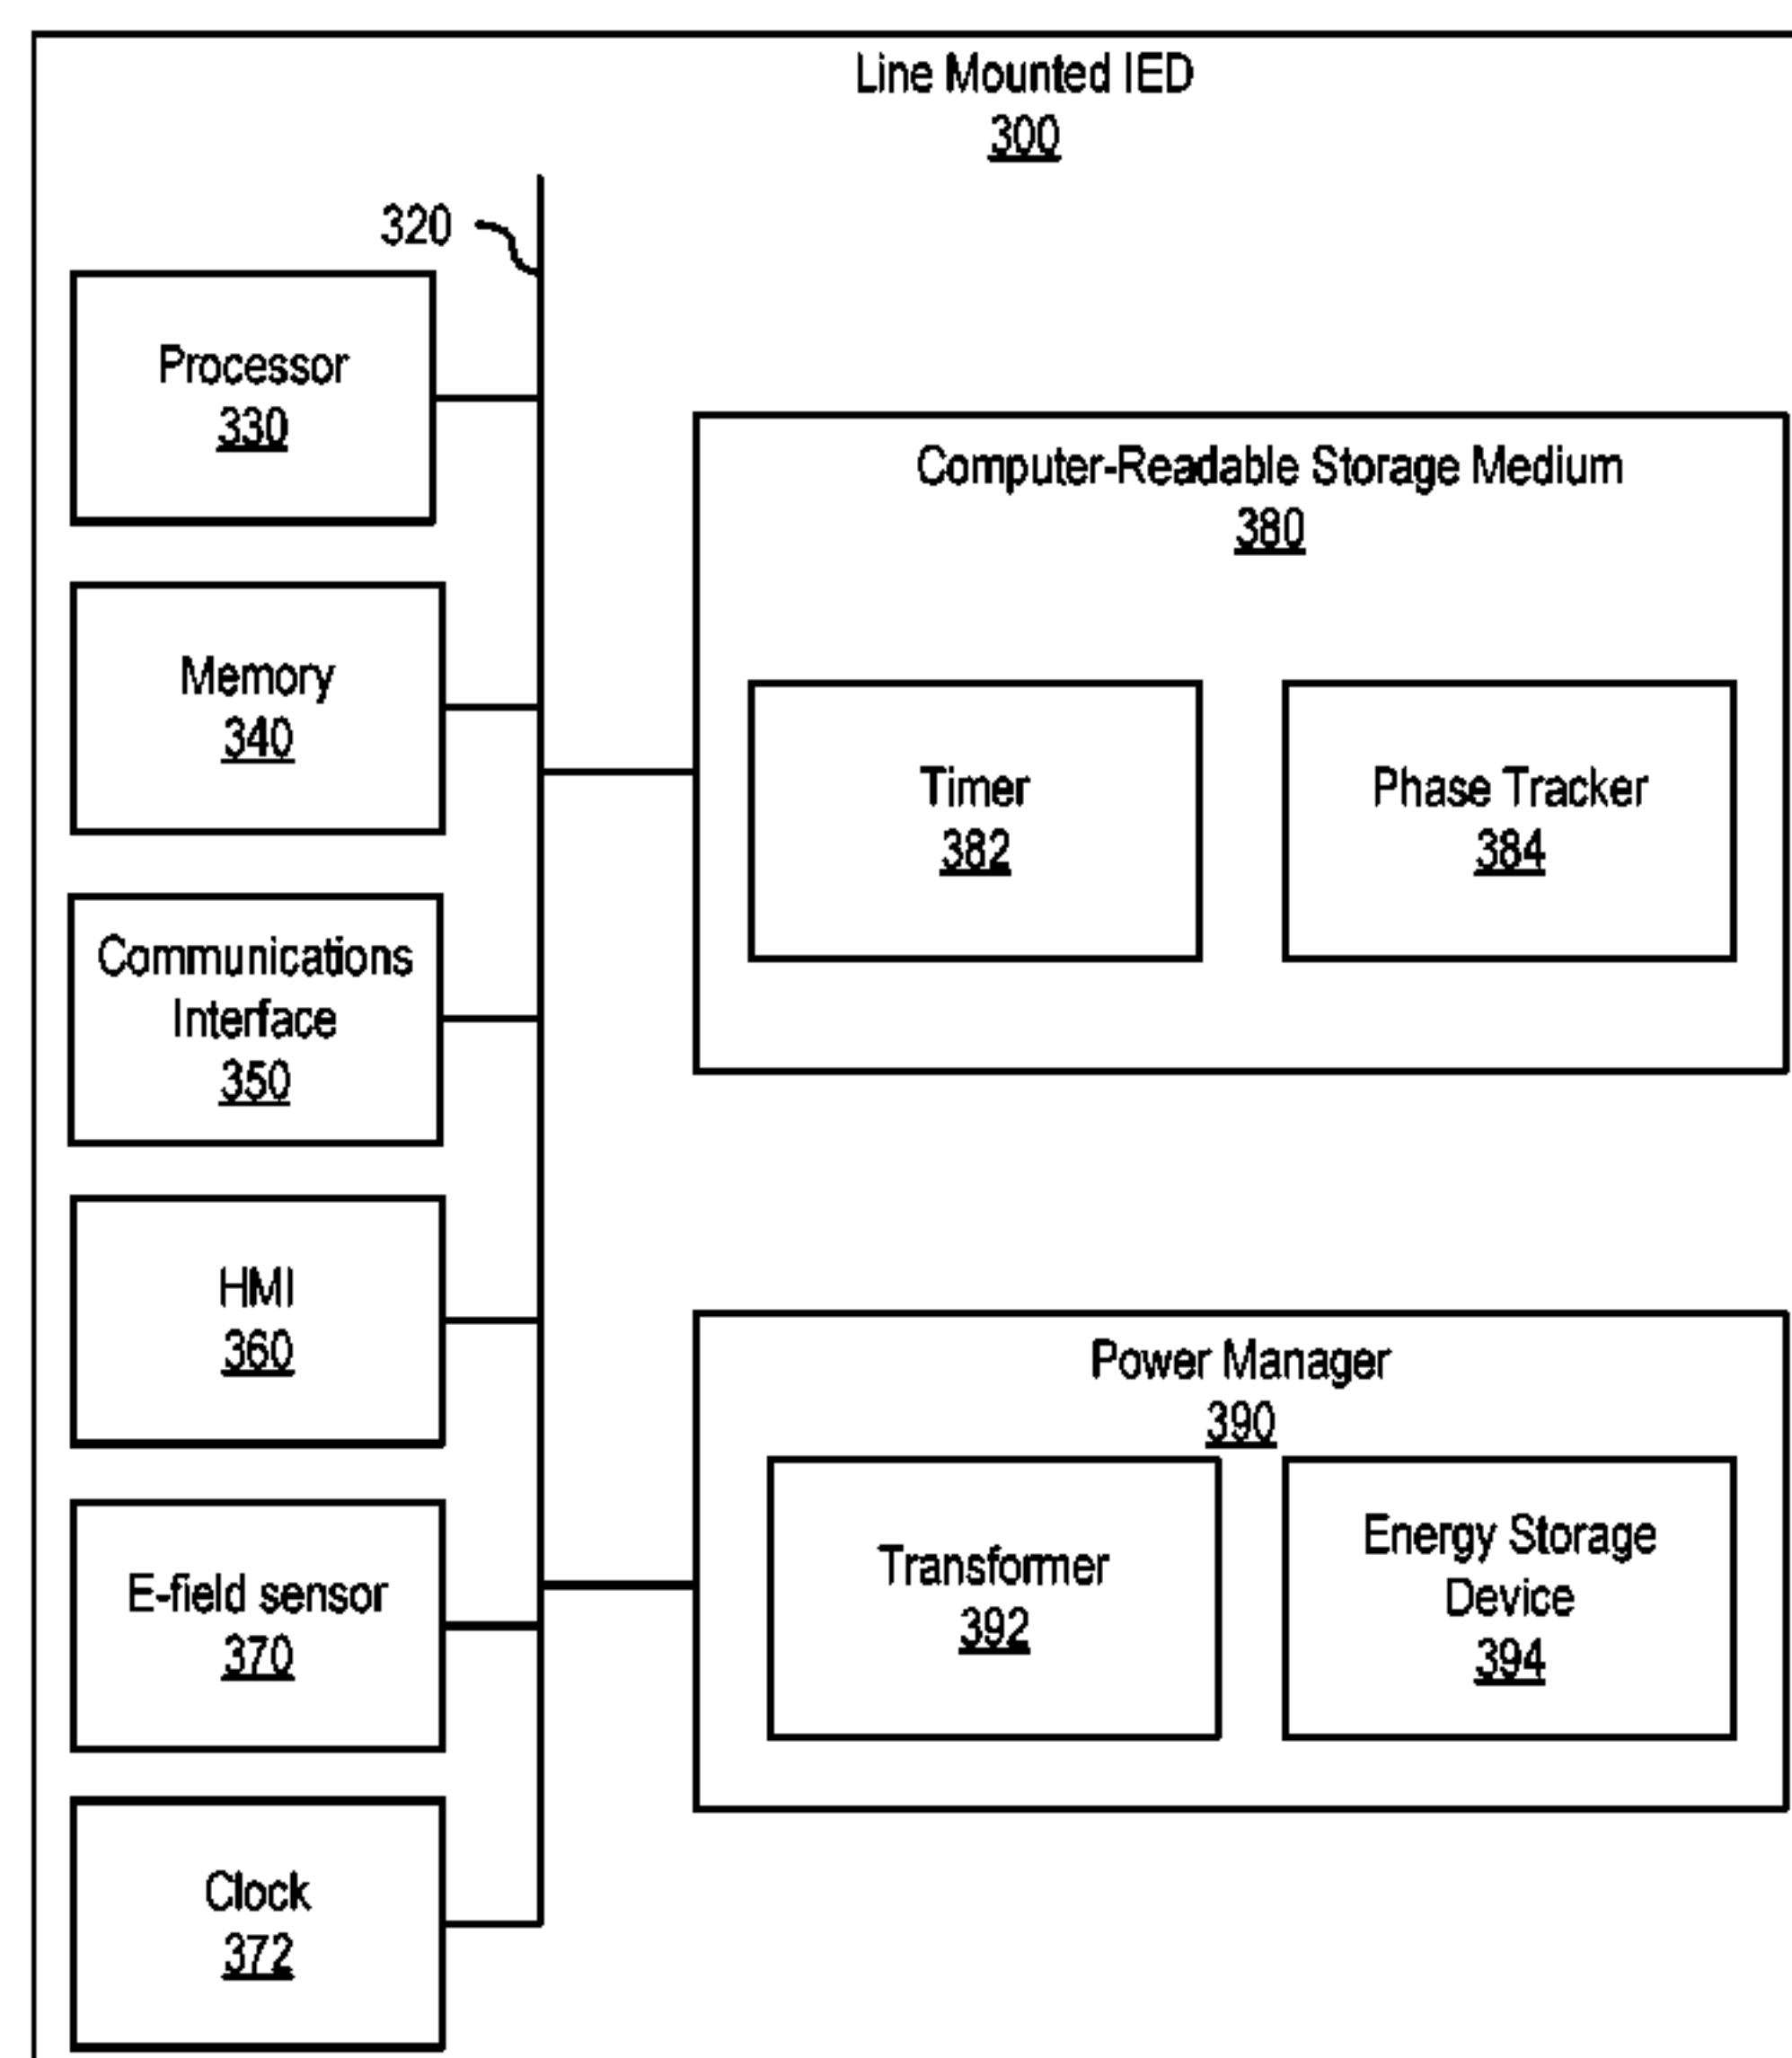 Line Mounted IED
300
320
Processor
330
Memory
340
Communications
Interface
350
HMI
360
E-field sensor
370
Clock
372
Computer-Readable Storage Medium
380
Timer
382
Phase Tracker
384
Power Manager
390
Transformer
392
Energy Storage
Device
394